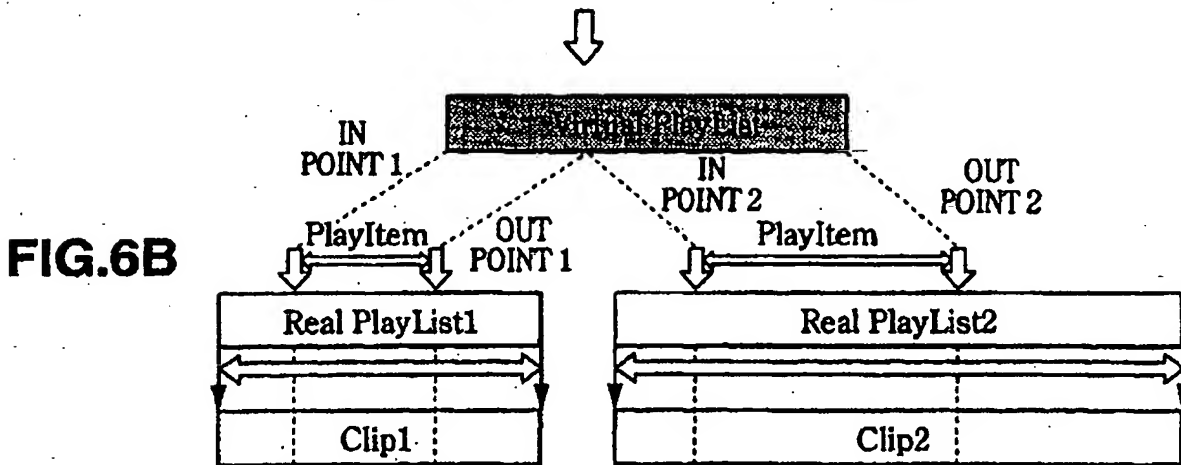 Virtual PlayList
IN
POINT 1
IN
POINT 2
OUT
POINT 2
PlayItem
OUT
POINT 1
PlayItem
FIG.6B
Real PlayList1
Real PlayList2
Clip1
Clip2